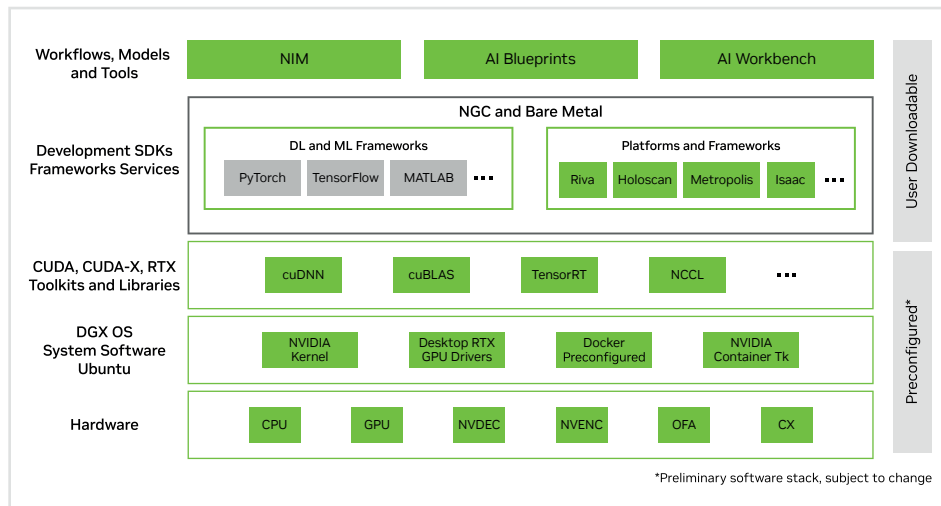 Workflows, Models
and Tools
NIM
AI Blueprints
AI Workbench
User Downloadable
NGC and Bare Metal
Development SDKs
Frameworks Services
DL and ML Frameworks
PyTorch
TensorFlow
MATLAB
...
Platforms and Frameworks
Riva
Holoscan
Metropolis
Isaac
...
CUDA, CUDA-X, RTX
Toolkits and Libraries
cuDNN
cuBLAS
TensorRT
NCCL
...
Preconfigured*
DGX OS
System Software
Ubuntu
NVIDIA
Kernel
Desktop RTX
GPU Drivers
Docker
Preconfigured
NVIDIA
Container Tk
Hardware
CPU
GPU
NVDEC
NVENC
OFA
CX
*Preliminary software stack, subject to change